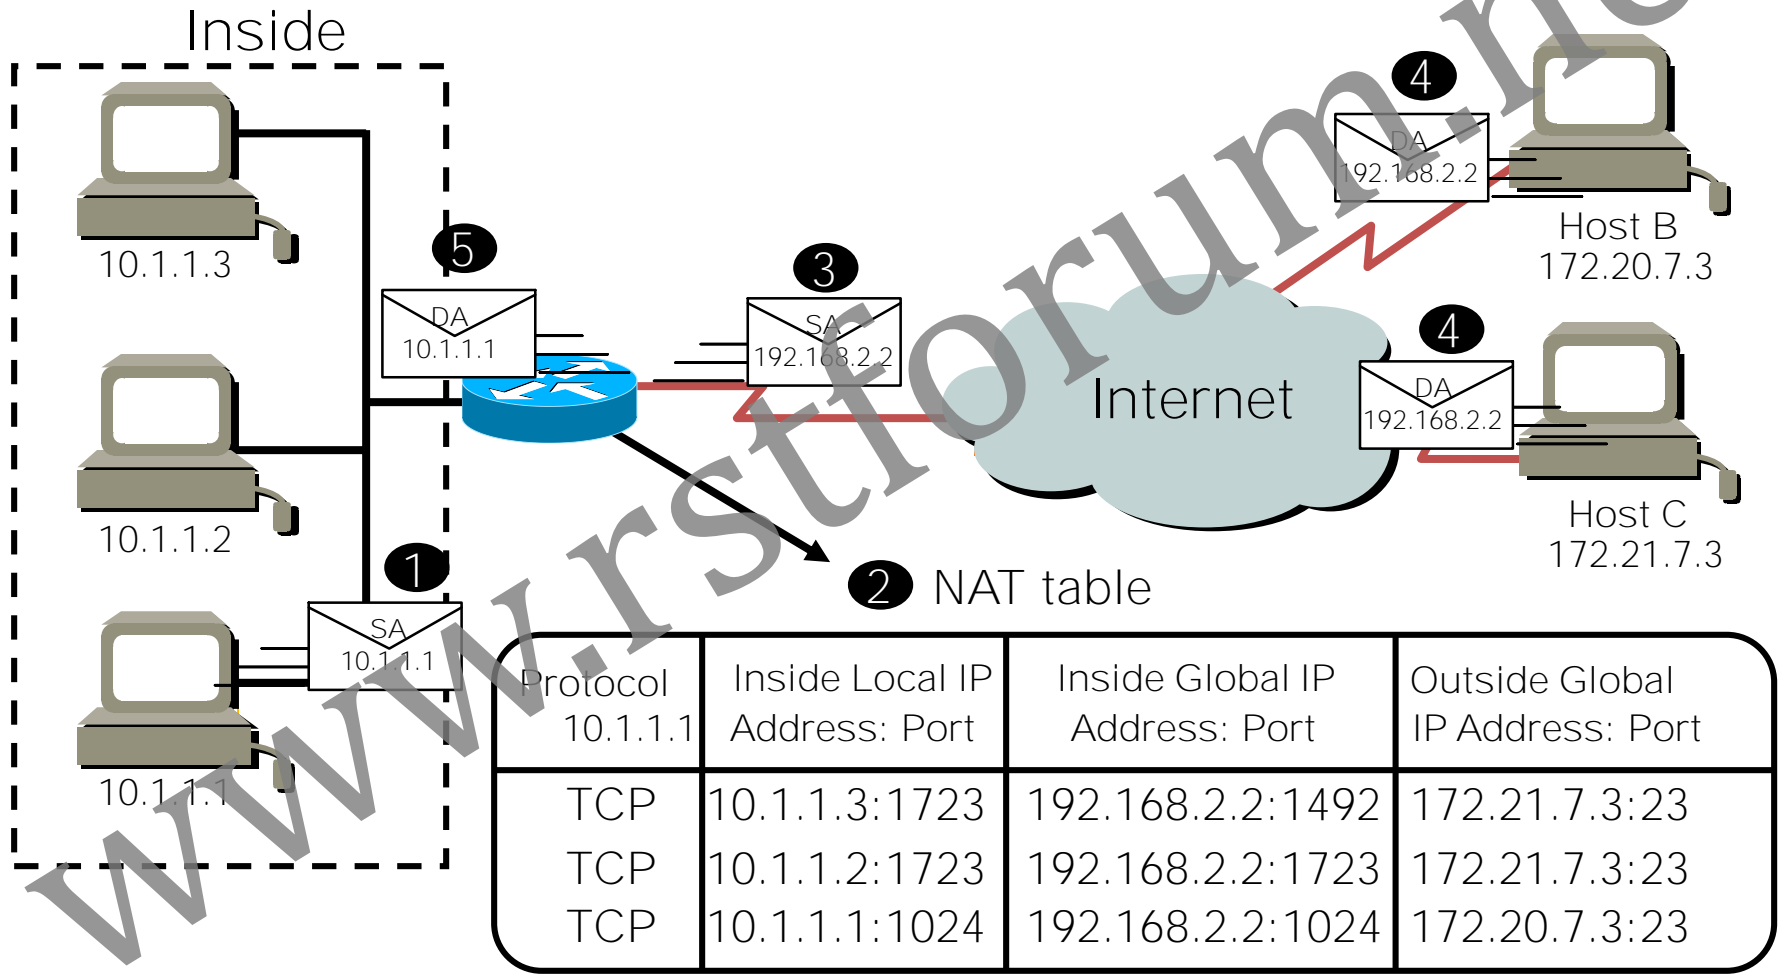 Inside
10.1.1.3
10.1.1.2
10.1.1.1
1
SA
10.1.1.1
5
DA
10.1.1.1
3
SA
192.168.2.2
Internet
4
DA
192.168.2.2
Host B
172.20.7.3
4
DA
192.168.2.2
Host C
172.21.7.3
2 NAT table
Protocol
10.1.1.1
Inside Local IP
Address: Port
Inside Global IP
Address: Port
Outside Global
IP Address: Port
TCP 10.1.1.3:1723 192.168.2.2:1492 172.21.7.3:23
TCP 10.1.1.2:1723 192.168.2.2:1723 172.21.7.3:23
TCP 10.1.1.1:1024 192.168.2.2:1024 172.20.7.3:23